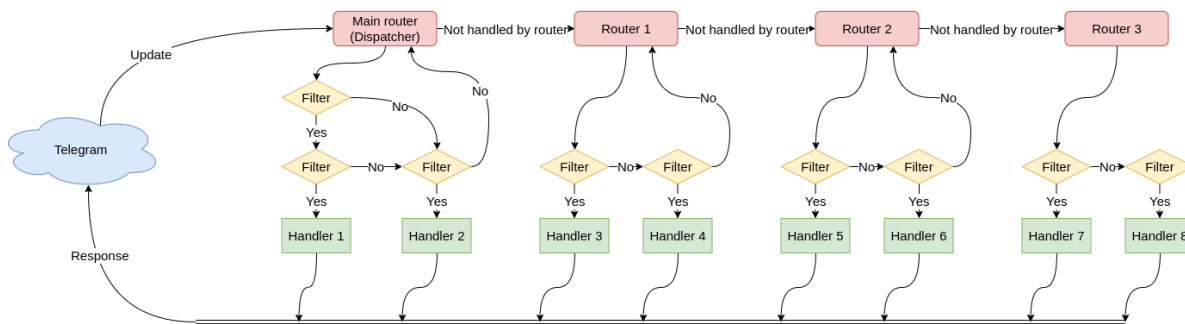 Main router
(Dispatcher)
Not handled by router
Router 1
Not handled by router
Router 2
Not handled by router
Router 3
Update
Filter
No
No
No
No
Yes
Telegram
Filter
No
Filter
Filter
No
Filter
Filter
No
Filter
Filter
No
Filter
Yes
Yes
Yes
Yes
Yes
Yes
Yes
Yes
Handler 1
Handler 2
Handler 3
Handler 4
Handler 5
Handler 6
Handler 7
Handler 8
Response